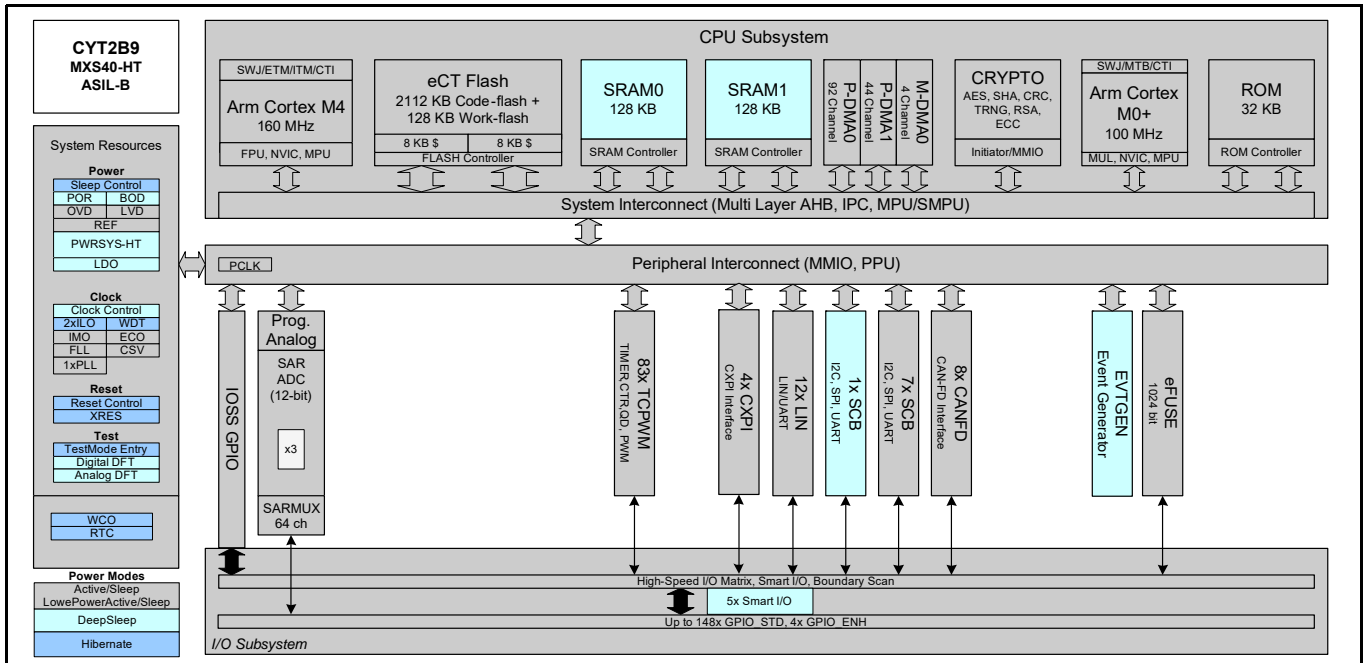 CYT2B9
MXS40-HT
ASIL-B
System Resources
Power
Sleep Control
POR
BOD
OVD
LVD
REF
PWRSYS-HT
LDO
Clock
Clock Control
2xILO
WDT
IMO
ECO
FLL
CSV
1xPLL
Reset
Reset Control
XRES
Test
TestMode Entry
Digital DFT
Analog DFT
WCO
RTC
Power Modes
Active/Sleep
LowePowerActive/Sleep
DeepSleep
Hibernate
CPU Subsystem
SWJ/ETM/ITM/CTI
Arm Cortex M4
160 MHz
FPU, NVIC, MPU
eCT Flash
2112 KB Code-flash +
128 KB Work-flash
8 KB $
8 KB $
FLASH Controller
SRAM0
128 KB
SRAM Controller
SRAM1
128 KB
SRAM Controller
P-DMA0
92 Channel
P-DMA1
44 Channel
M-DMA0
4 Channel
CRYPTO
AES, SHA, CRC,
TRNG, RSA,
ECC
Initiator/MMIO
SWJ/MTB/CTI
Arm Cortex
M0+
100 MHz
MUL, NVIC, MPU
ROM
32 KB
ROM Controller
System Interconnect (Multi Layer AHB, IPC, MPU/SMPU)
PCLK
Peripheral Interconnect (MMIO, PPU)
IOSS GPIO
Prog.
Analog
SAR
ADC
(12-bit)
x3
SARMUX
64 ch
83x TCPWM
TIMER,CTR,QD, PWM
4x CXPI
CXPI Interface
12x LIN
LIN/UART
1x SCB
I2C, SPI, UART
7x SCB
I2C, SPI, UART
8x CANFD
CAN-FD Interface
EVTGEN
Event Generator
eFUSE
1024 bit
High-Speed I/O Matrix, Smart I/O, Boundary Scan
5x Smart I/O
Up to 148x GPIO_STD, 4x GPIO_ENH
I/O Subsystem